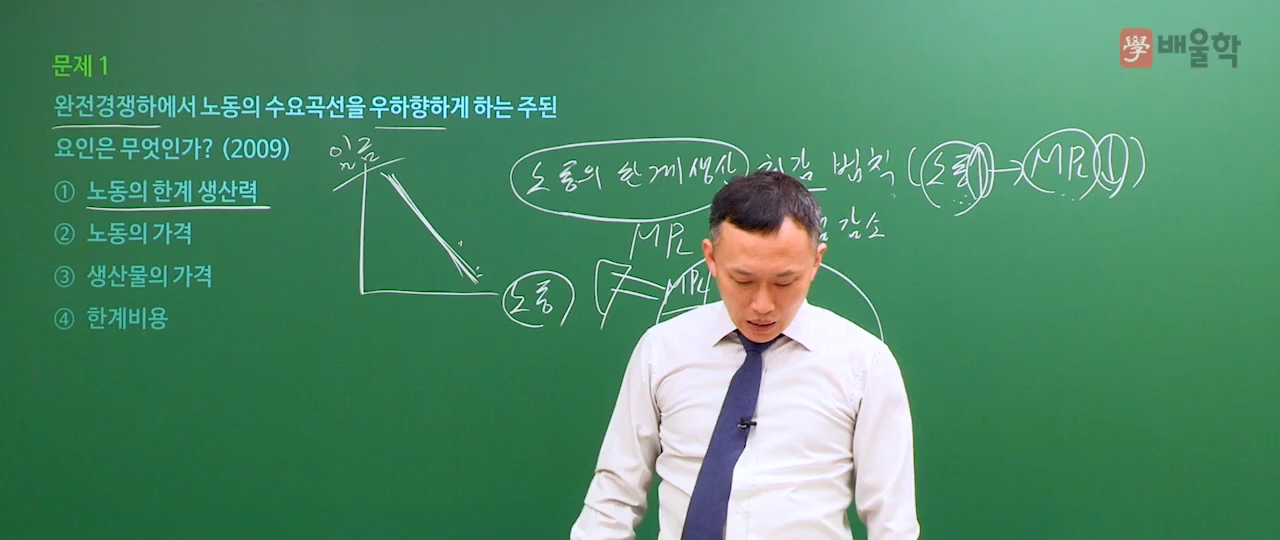 學 배울학
문제 1
완전경쟁하에서 노동의 수요곡선을 우하향하게 하는 주된
요인은 무엇인가? (2009)
① 노동의 한계 생산력
② 노동의 가격
③ 생산물의 가격
④ 한계비용
임금
노동
노동의 한계생산 체감 법칙 (노동↑→MPL↓)
감소
MPL
MPL